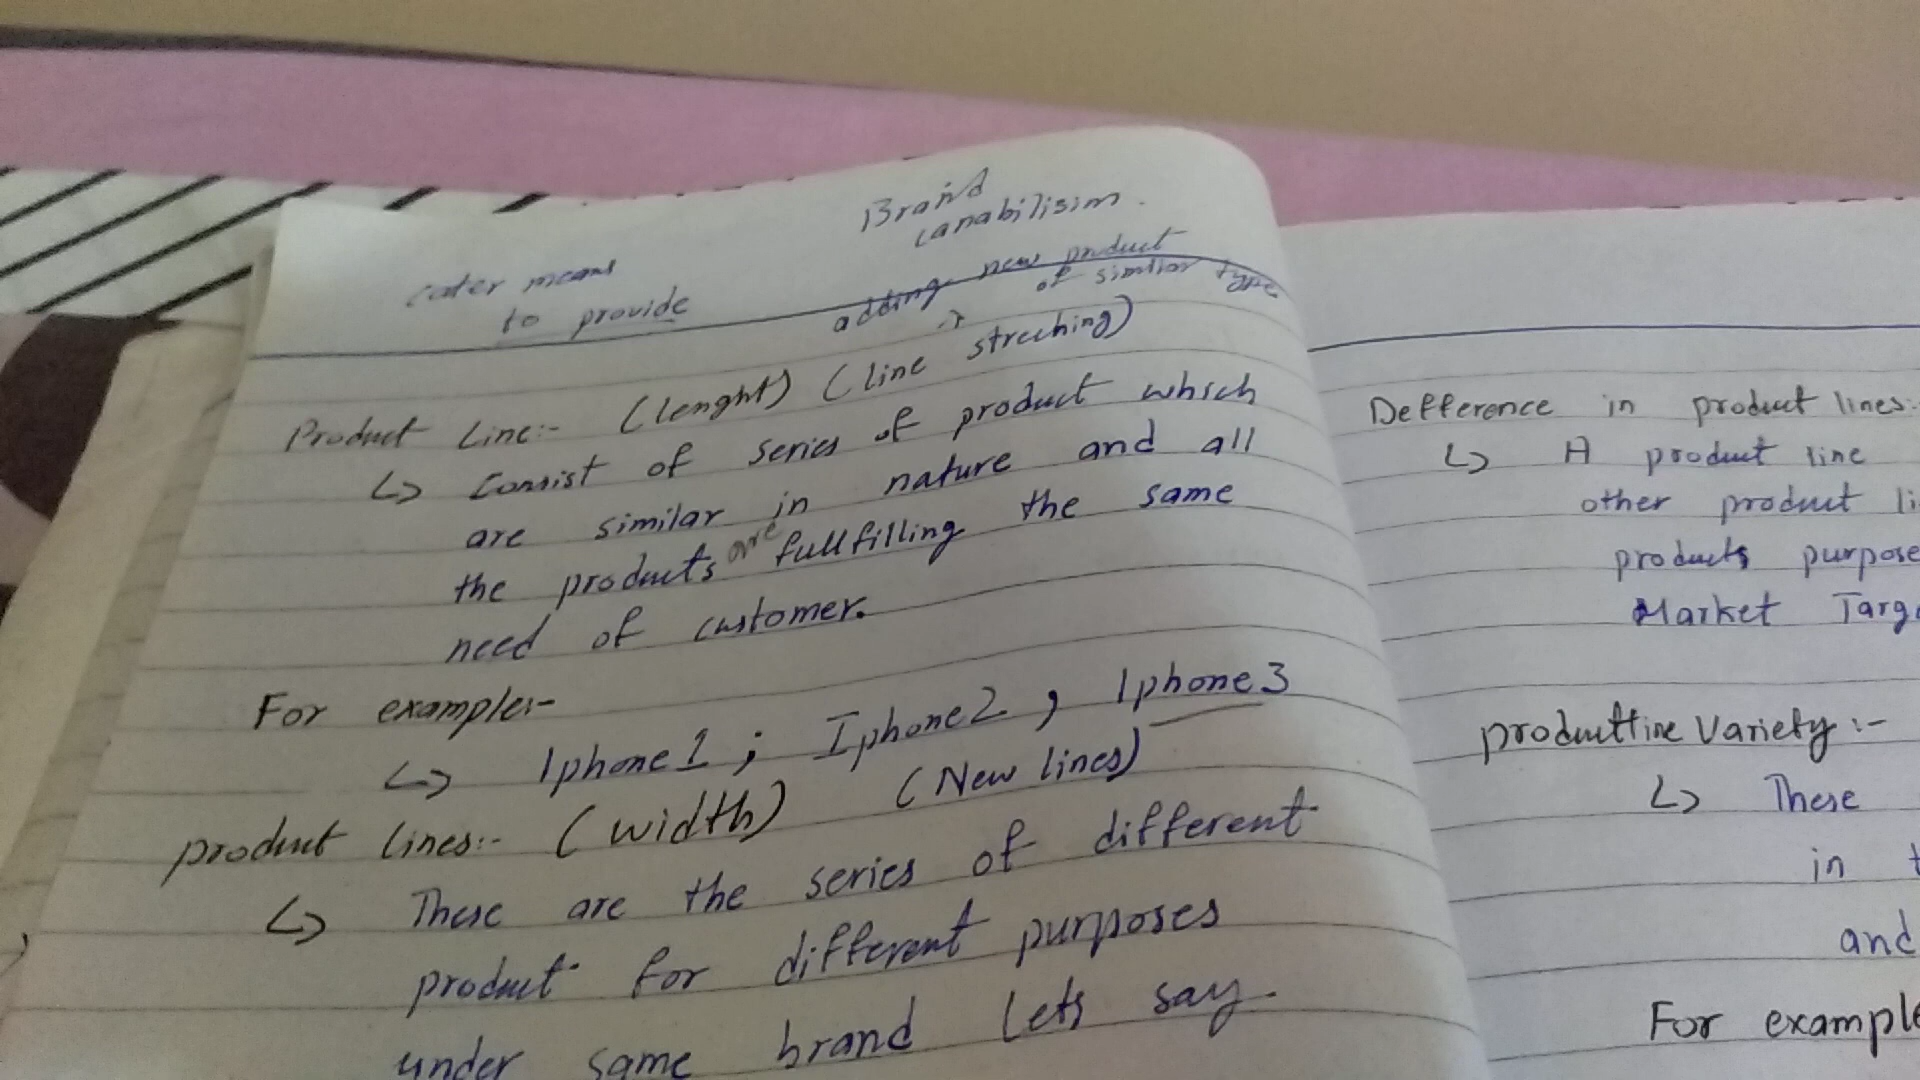 Brand
canabilisim.
cater means
to provide
adding new product
of similar type
Product Line:- (lenght) (line streching)
↳ Consist of series of product which
are similar in nature and all
the products are fullfilling the same
need of customer.
For example:-
↳ Iphone 1 ; Iphone 2 , Iphone 3
product lines:- (width) (New lines)
↳ These are the series of different
product for different purposes
under same brand lets say.
Defference in product lines:-
↳ A product line
other product li
products purpose
Market Targe
productline Variety :-
↳ These
in t
and
For example